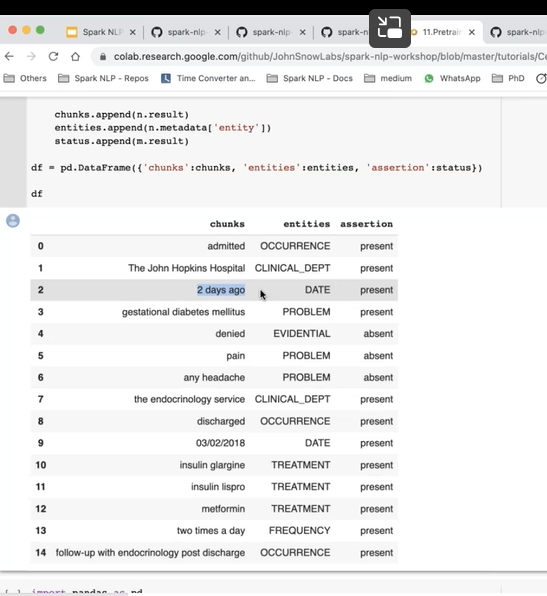 Spark NLP
spark-nlp-
spark-nlp-
spark-nlp
11.Pretrain
spark-nlp
colab.research.google.com/github/JohnSnowLabs/spark-nlp-workshop/blob/master/tutorials/Ce
Others Spark NLP - Repos Time Converter an... Spark NLP - Docs medium WhatsApp PhD
chunks.append(n.result)
entities.append(n.metadata['entity'])
status.append(m.result)
df = pd.DataFrame({'chunks':chunks, 'entities':entities, 'assertion':status})
df
chunks entities assertion
0 admitted OCCURRENCE present
1 The John Hopkins Hospital CLINICAL_DEPT present
2 2 days ago DATE present
3 gestational diabetes mellitus PROBLEM present
4 denied EVIDENTIAL absent
5 pain PROBLEM absent
6 any headache PROBLEM absent
7 the endocrinology service CLINICAL_DEPT present
8 discharged OCCURRENCE present
9 03/02/2018 DATE present
10 insulin glargine TREATMENT present
11 insulin lispro TREATMENT present
12 metformin TREATMENT present
13 two times a day FREQUENCY present
14 follow-up with endocrinology post discharge OCCURRENCE present
import pandas as pd